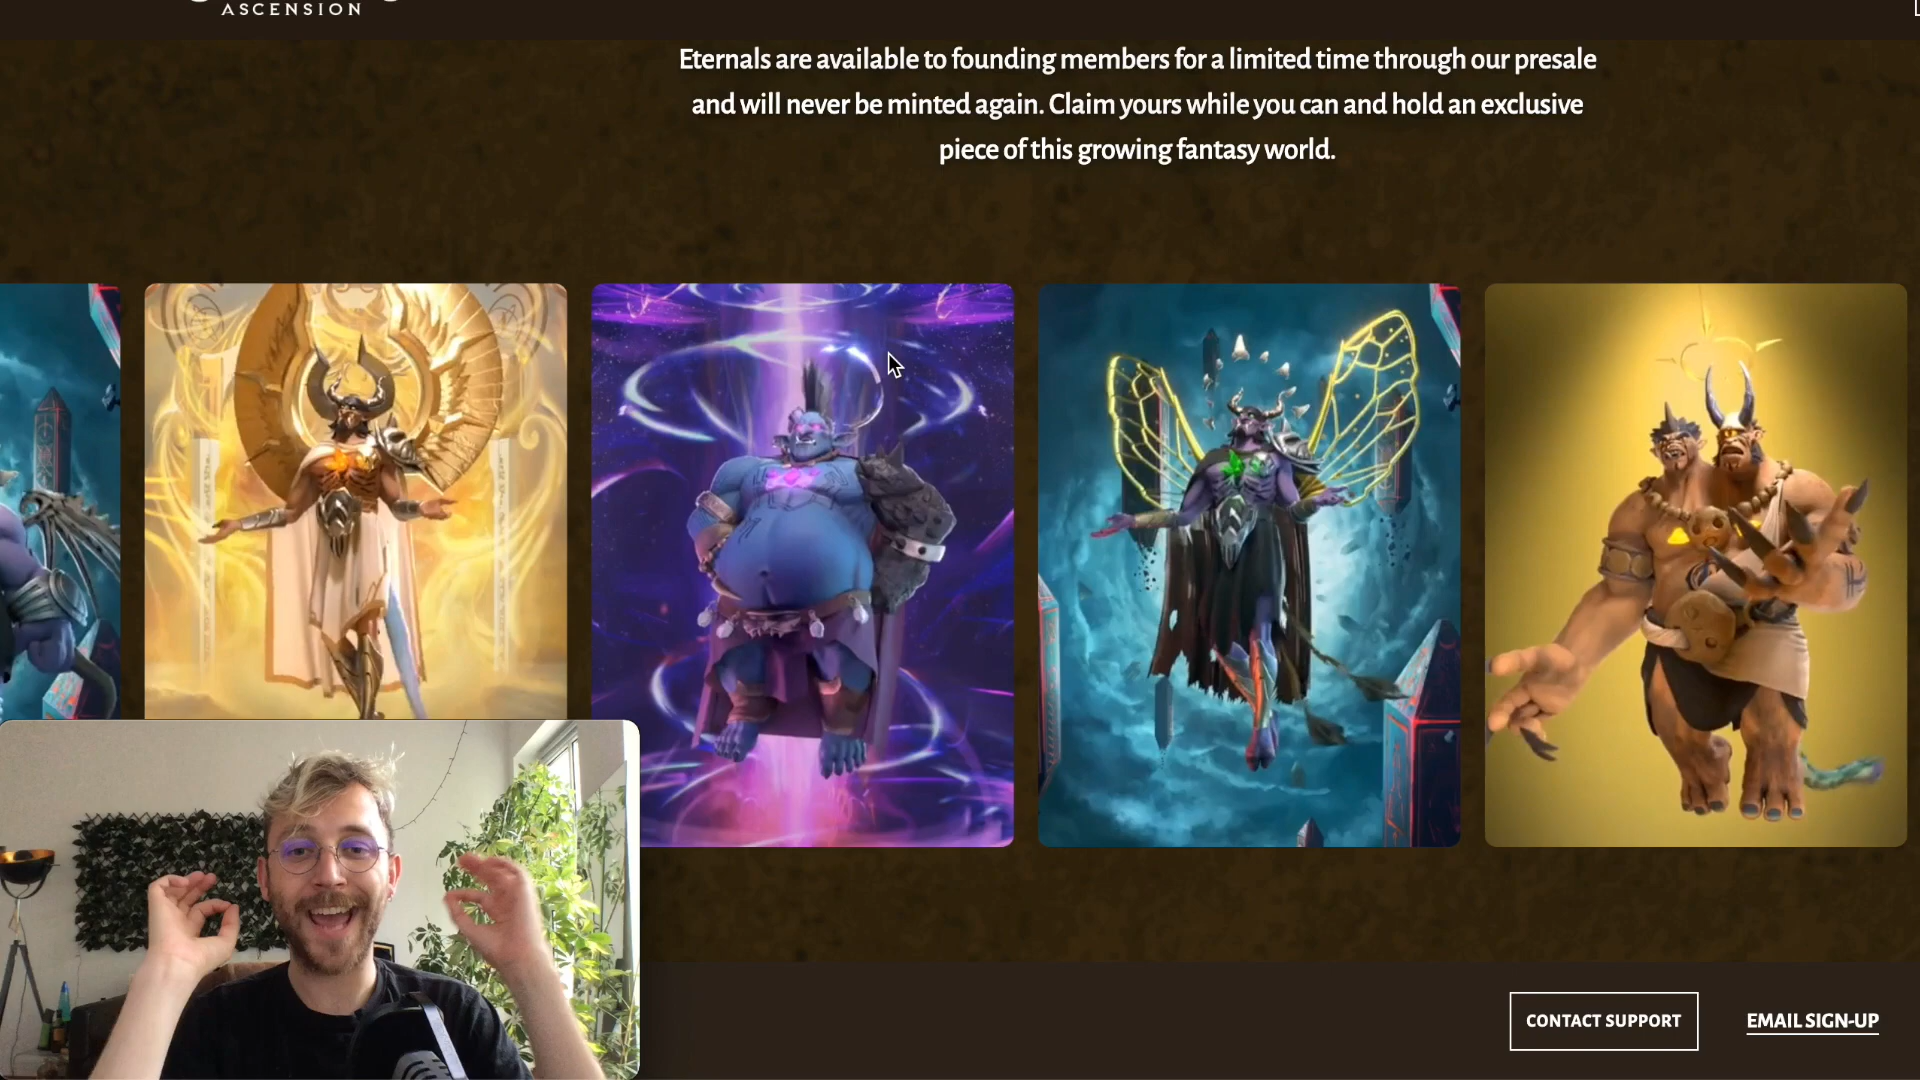 ASCENSION
Eternals are available to founding members for a limited time through our presale
and will never be minted again. Claim yours while you can and hold an exclusive
piece of this growing fantasy world.
CONTACT SUPPORT
EMAIL SIGN-UP